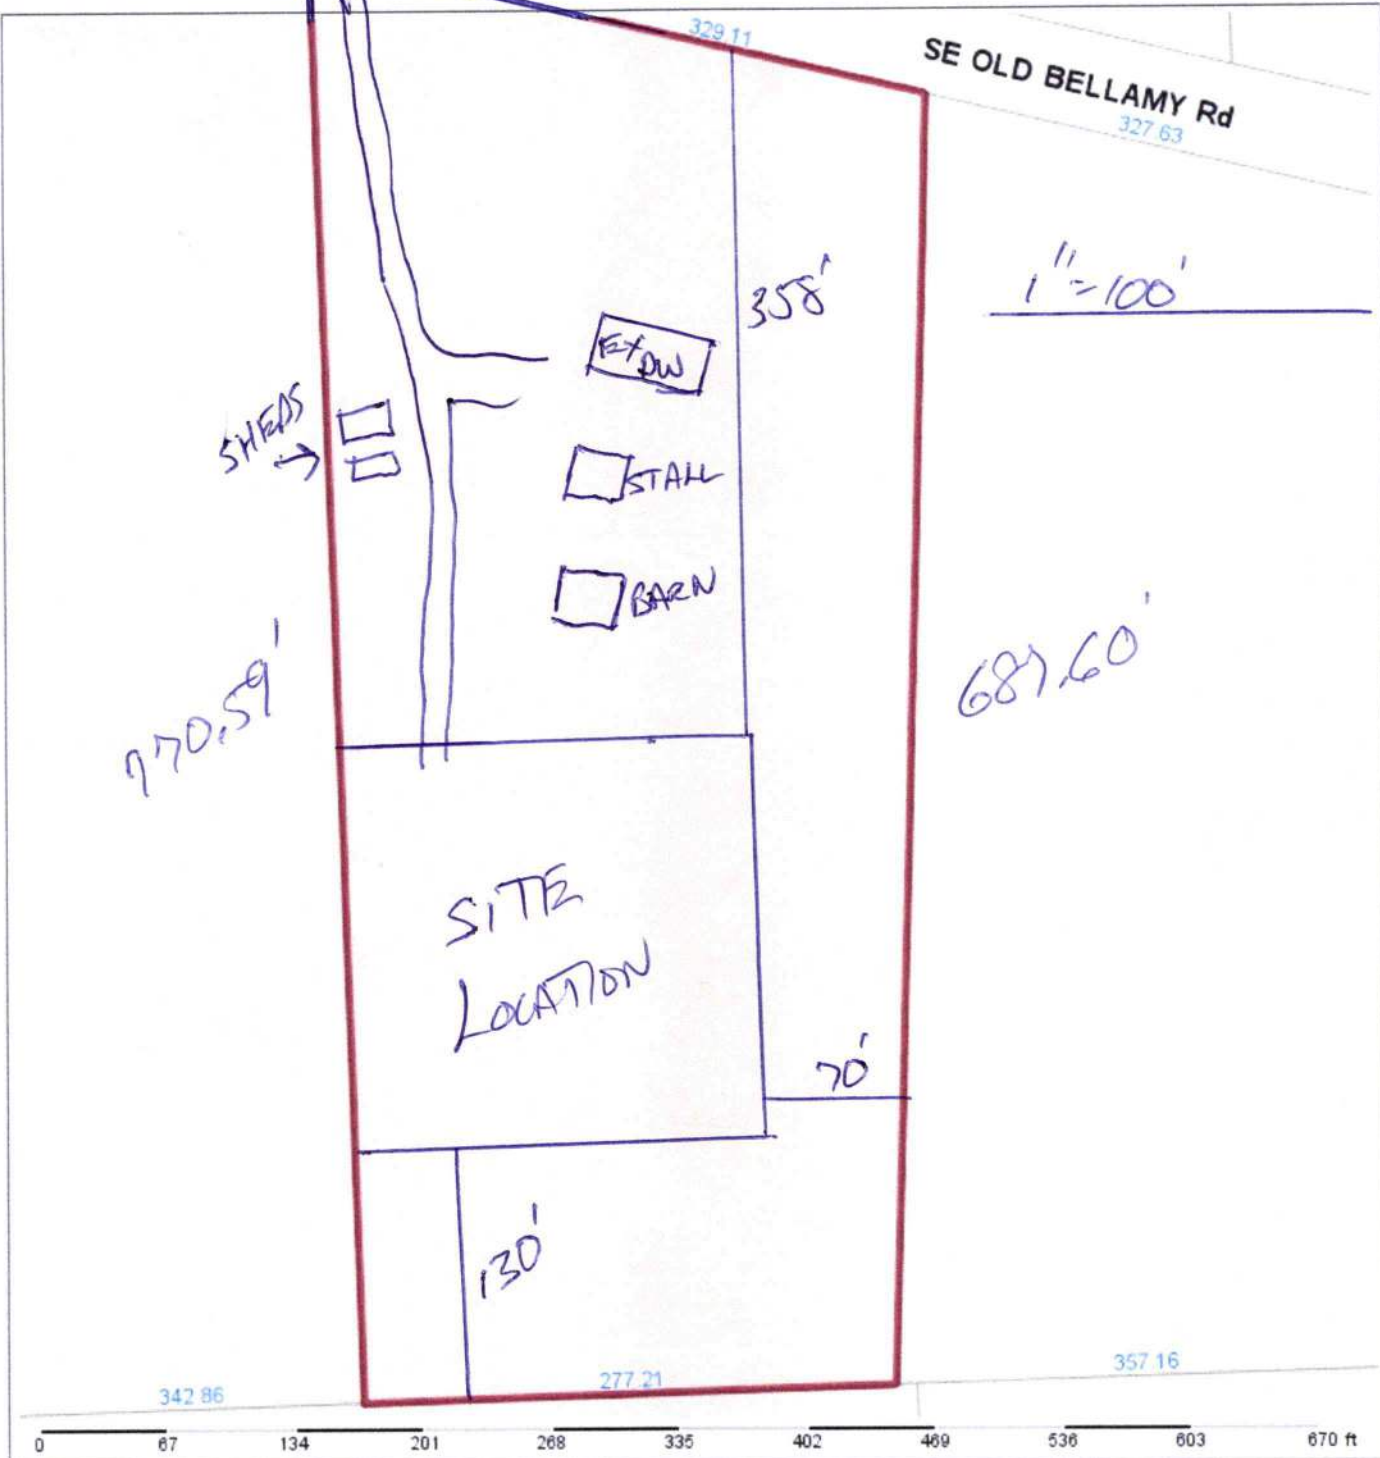 329.11
SE OLD BELLAMY Rd
327.63
1"=100'
358'
EX DW
SHEDS
STALL
BARN
770.59'
687.60'
SITE
LOCATION
70'
130'
342.86
277.21
357.16
0 67 134 201 268 335 402 469 536 603 670 ft